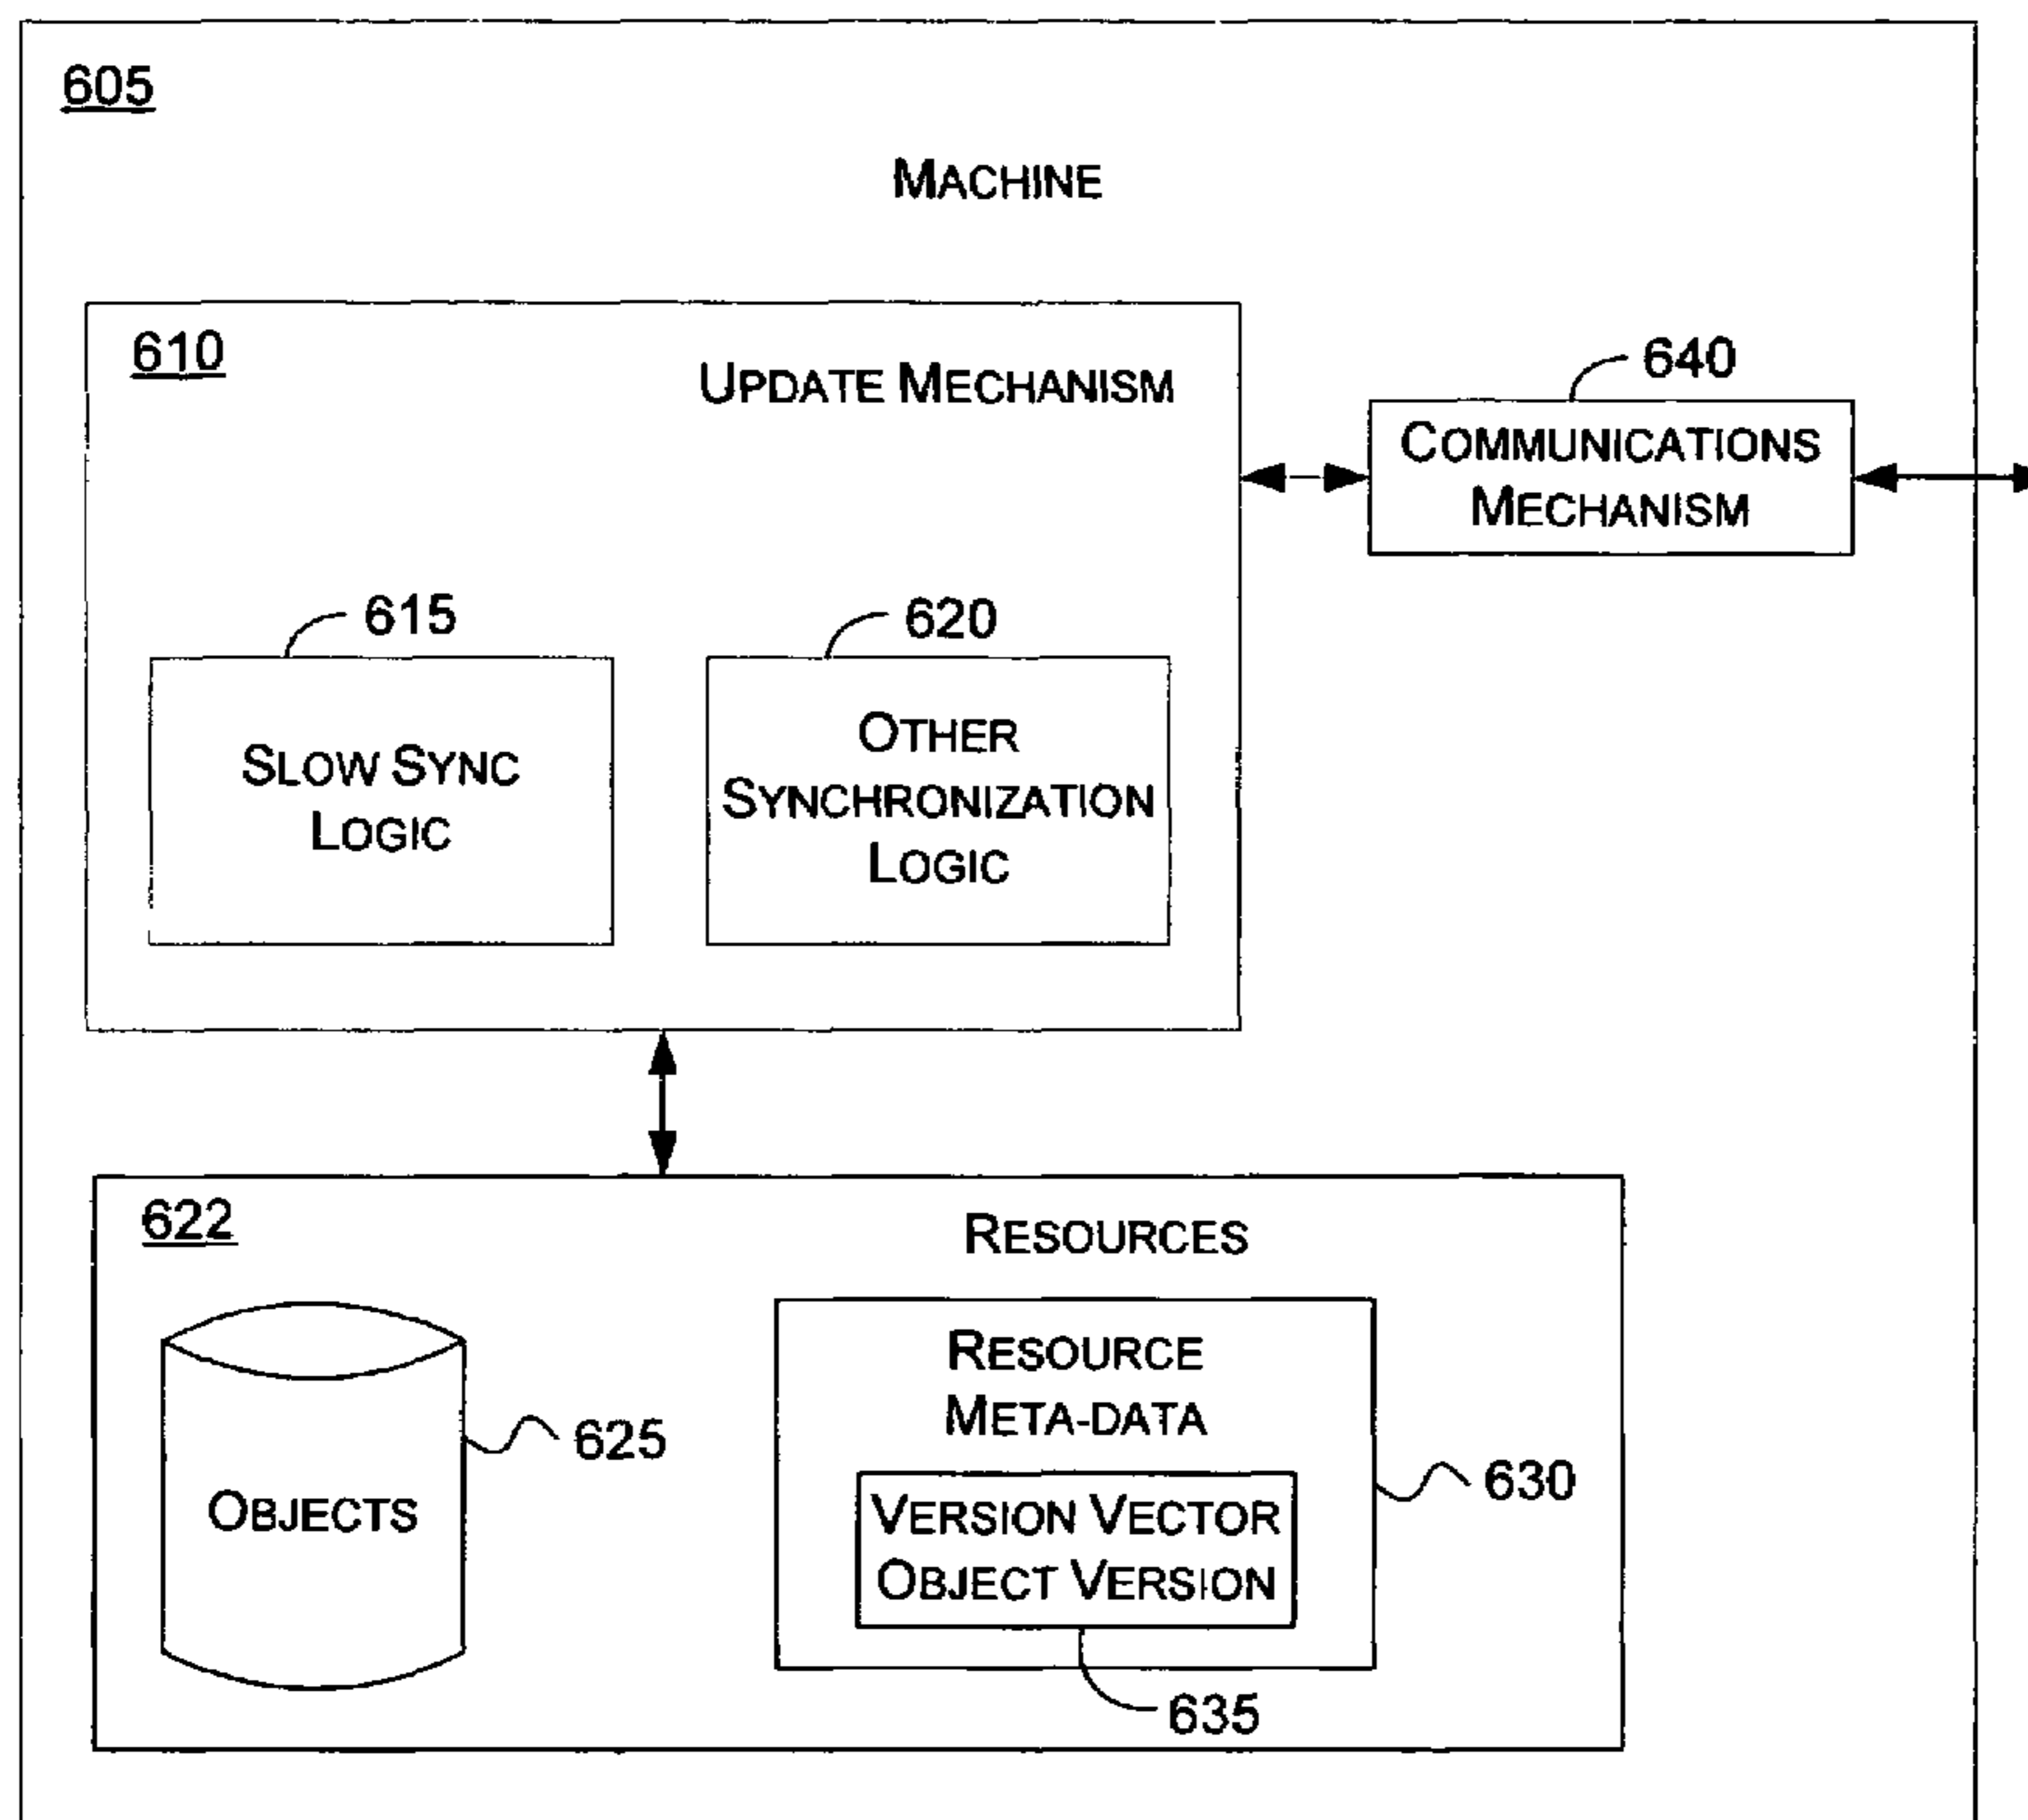 605
MACHINE
610
UPDATE MECHANISM
640
COMMUNICATIONS
MECHANISM
615
SLOW SYNC
LOGIC
620
OTHER
SYNCHRONIZATION
LOGIC
622
RESOURCES
OBJECTS
625
RESOURCE
META-DATA
630
VERSION VECTOR
OBJECT VERSION
635